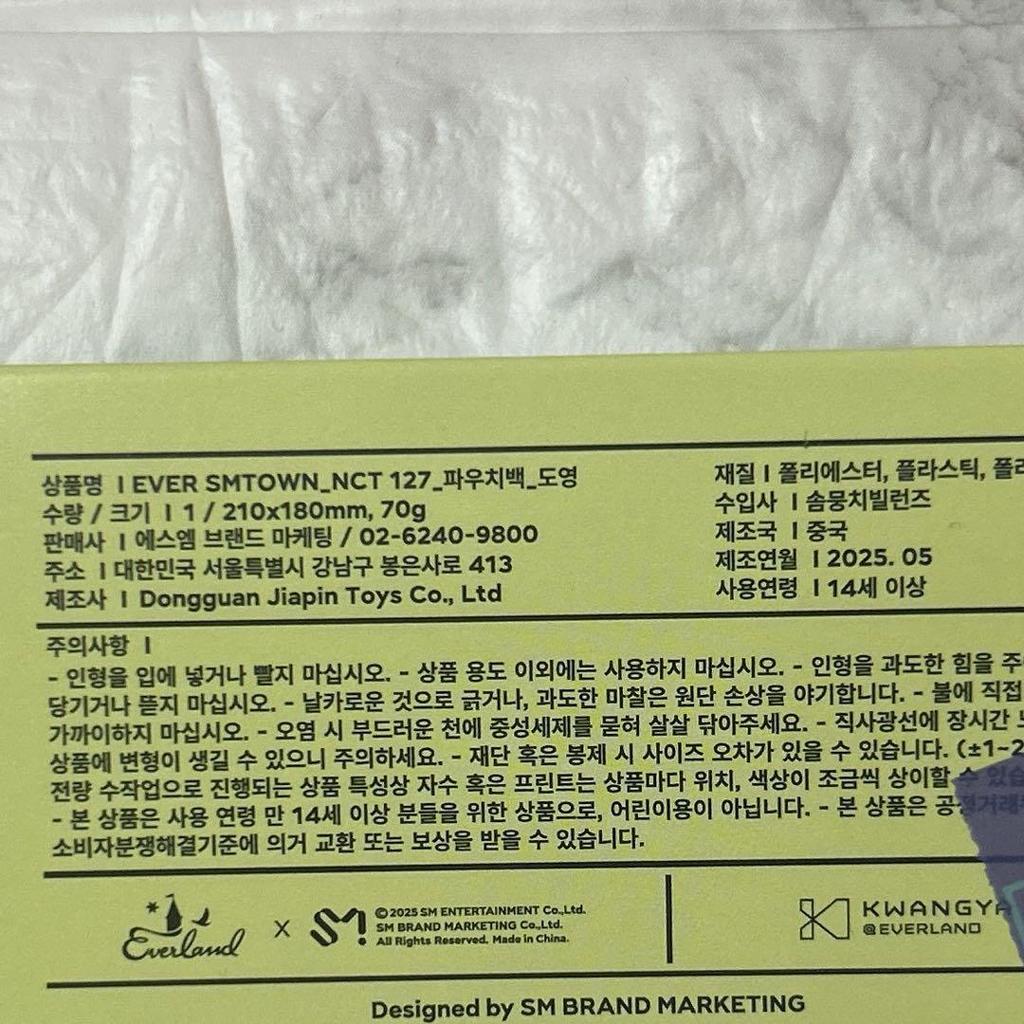 상품명 | EVER SMTOWN_NCT 127_파우치백_도영
수량 / 크기 | 1 / 210x180mm, 70g
판매사 | 에스엠 브랜드 마케팅 / 02-6240-9800
주소 | 대한민국 서울특별시 강남구 봉은사로 413
제조사 | Dongguan Jiapin Toys Co., Ltd
재질 | 폴리에스터, 플라스틱,
수입사 | 솜뭉치빌런즈
제조국 | 중국
제조연월 | 2025. 05
사용연령 | 14세 이상
주의사항 |
- 인형을 입에 넣거나 빨지 마십시오. - 상품 용도 이외에는 사용하지 마십시오. - 인형을 과도한 힘을
당기거나 뜯지 마십시오. - 날카로운 것으로 긁거나, 과도한 마찰은 원단 손상을 야기합니다. - 불에 직접
가까이하지 마십시오. - 오염 시 부드러운 천에 중성세제를 묻혀 살살 닦아주세요. - 직사광선에 장시간
상품에 변형이 생길 수 있으니 주의하세요. - 재단 혹은 봉제 시 사이즈 오차가 있을 수 있습니다. (±1~2
전량 수작업으로 진행되는 상품 특성상 자수 혹은 프린트는 상품마다 위치, 색상이 조금씩 상이할 수
- 본 상품은 사용 연령 만 14세 이상 분들을 위한 상품으로, 어린이용이 아닙니다. - 본 상품은
소비자분쟁해결기준에 의거 교환 또는 보상을 받을 수 있습니다.
Everland x SM!
©2025 SM ENTERTAINMENT Co.,Ltd.
SM BRAND MARKETING Co.,Ltd.
All Rights Reserved. Made in China.
KWANGYA
@EVERLAND
Designed by SM BRAND MARKETING